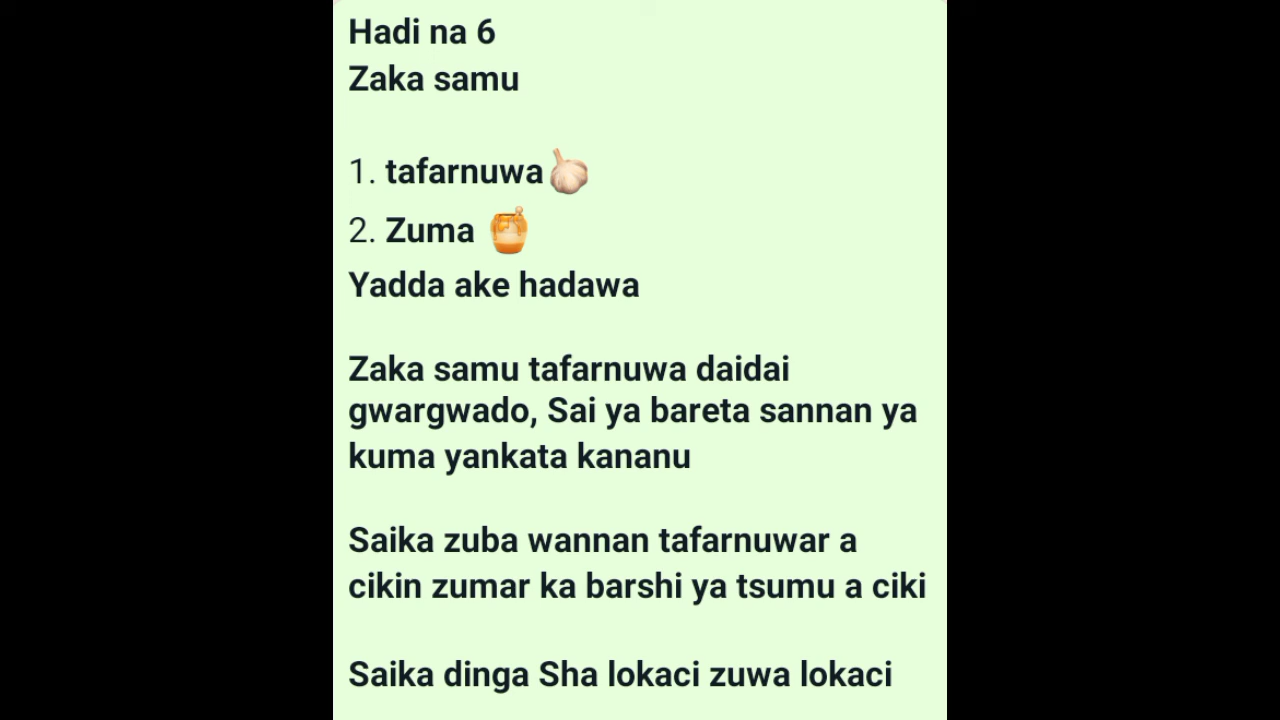 Hadi na 6
Zaka samu
1. tafarnuwa🧄
2. Zuma 🍯
Yadda ake hadawa
Zaka samu tafarnuwa daidai
gwargwado, Sai ya bareta sannan ya
kuma yankata kananu
Saika zuba wannan tafarnuwar a
cikin zumar ka barshi ya tsumu a ciki
Saika dinga Sha lokaci zuwa lokaci